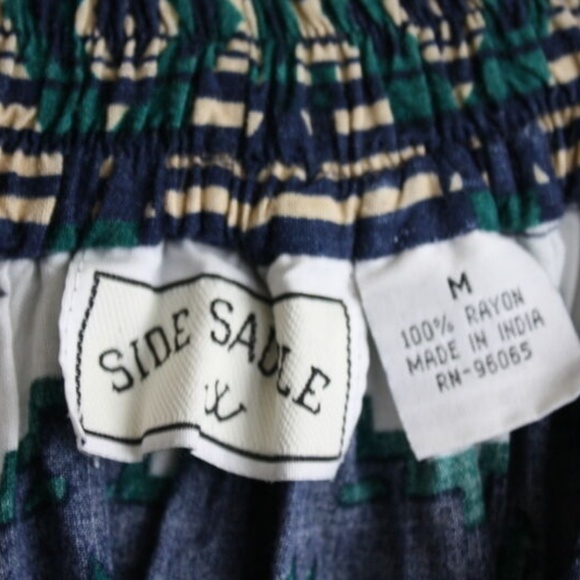 SIDE SADDLE
M
100% RAYON
MADE IN INDIA
RN-96065